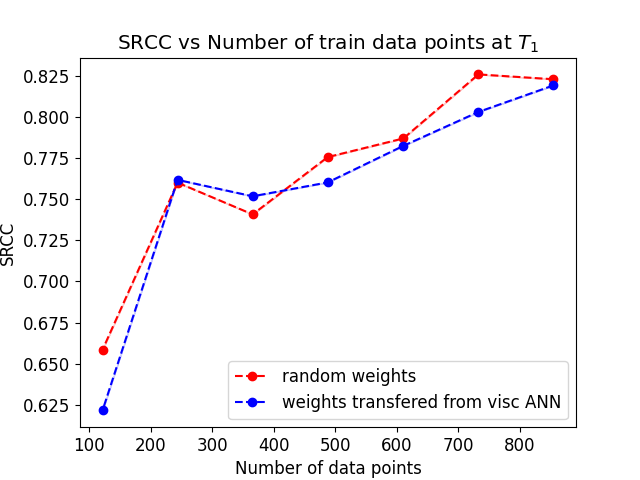 SRCC vs Number of train data points at T₁
0.825
0.800
0.775
0.750
0.725
0.700
0.675
0.650
0.625
SRCC
random weights
weights transfered from visc ANN
100 200 300 400 500 600 700 800
Number of data points